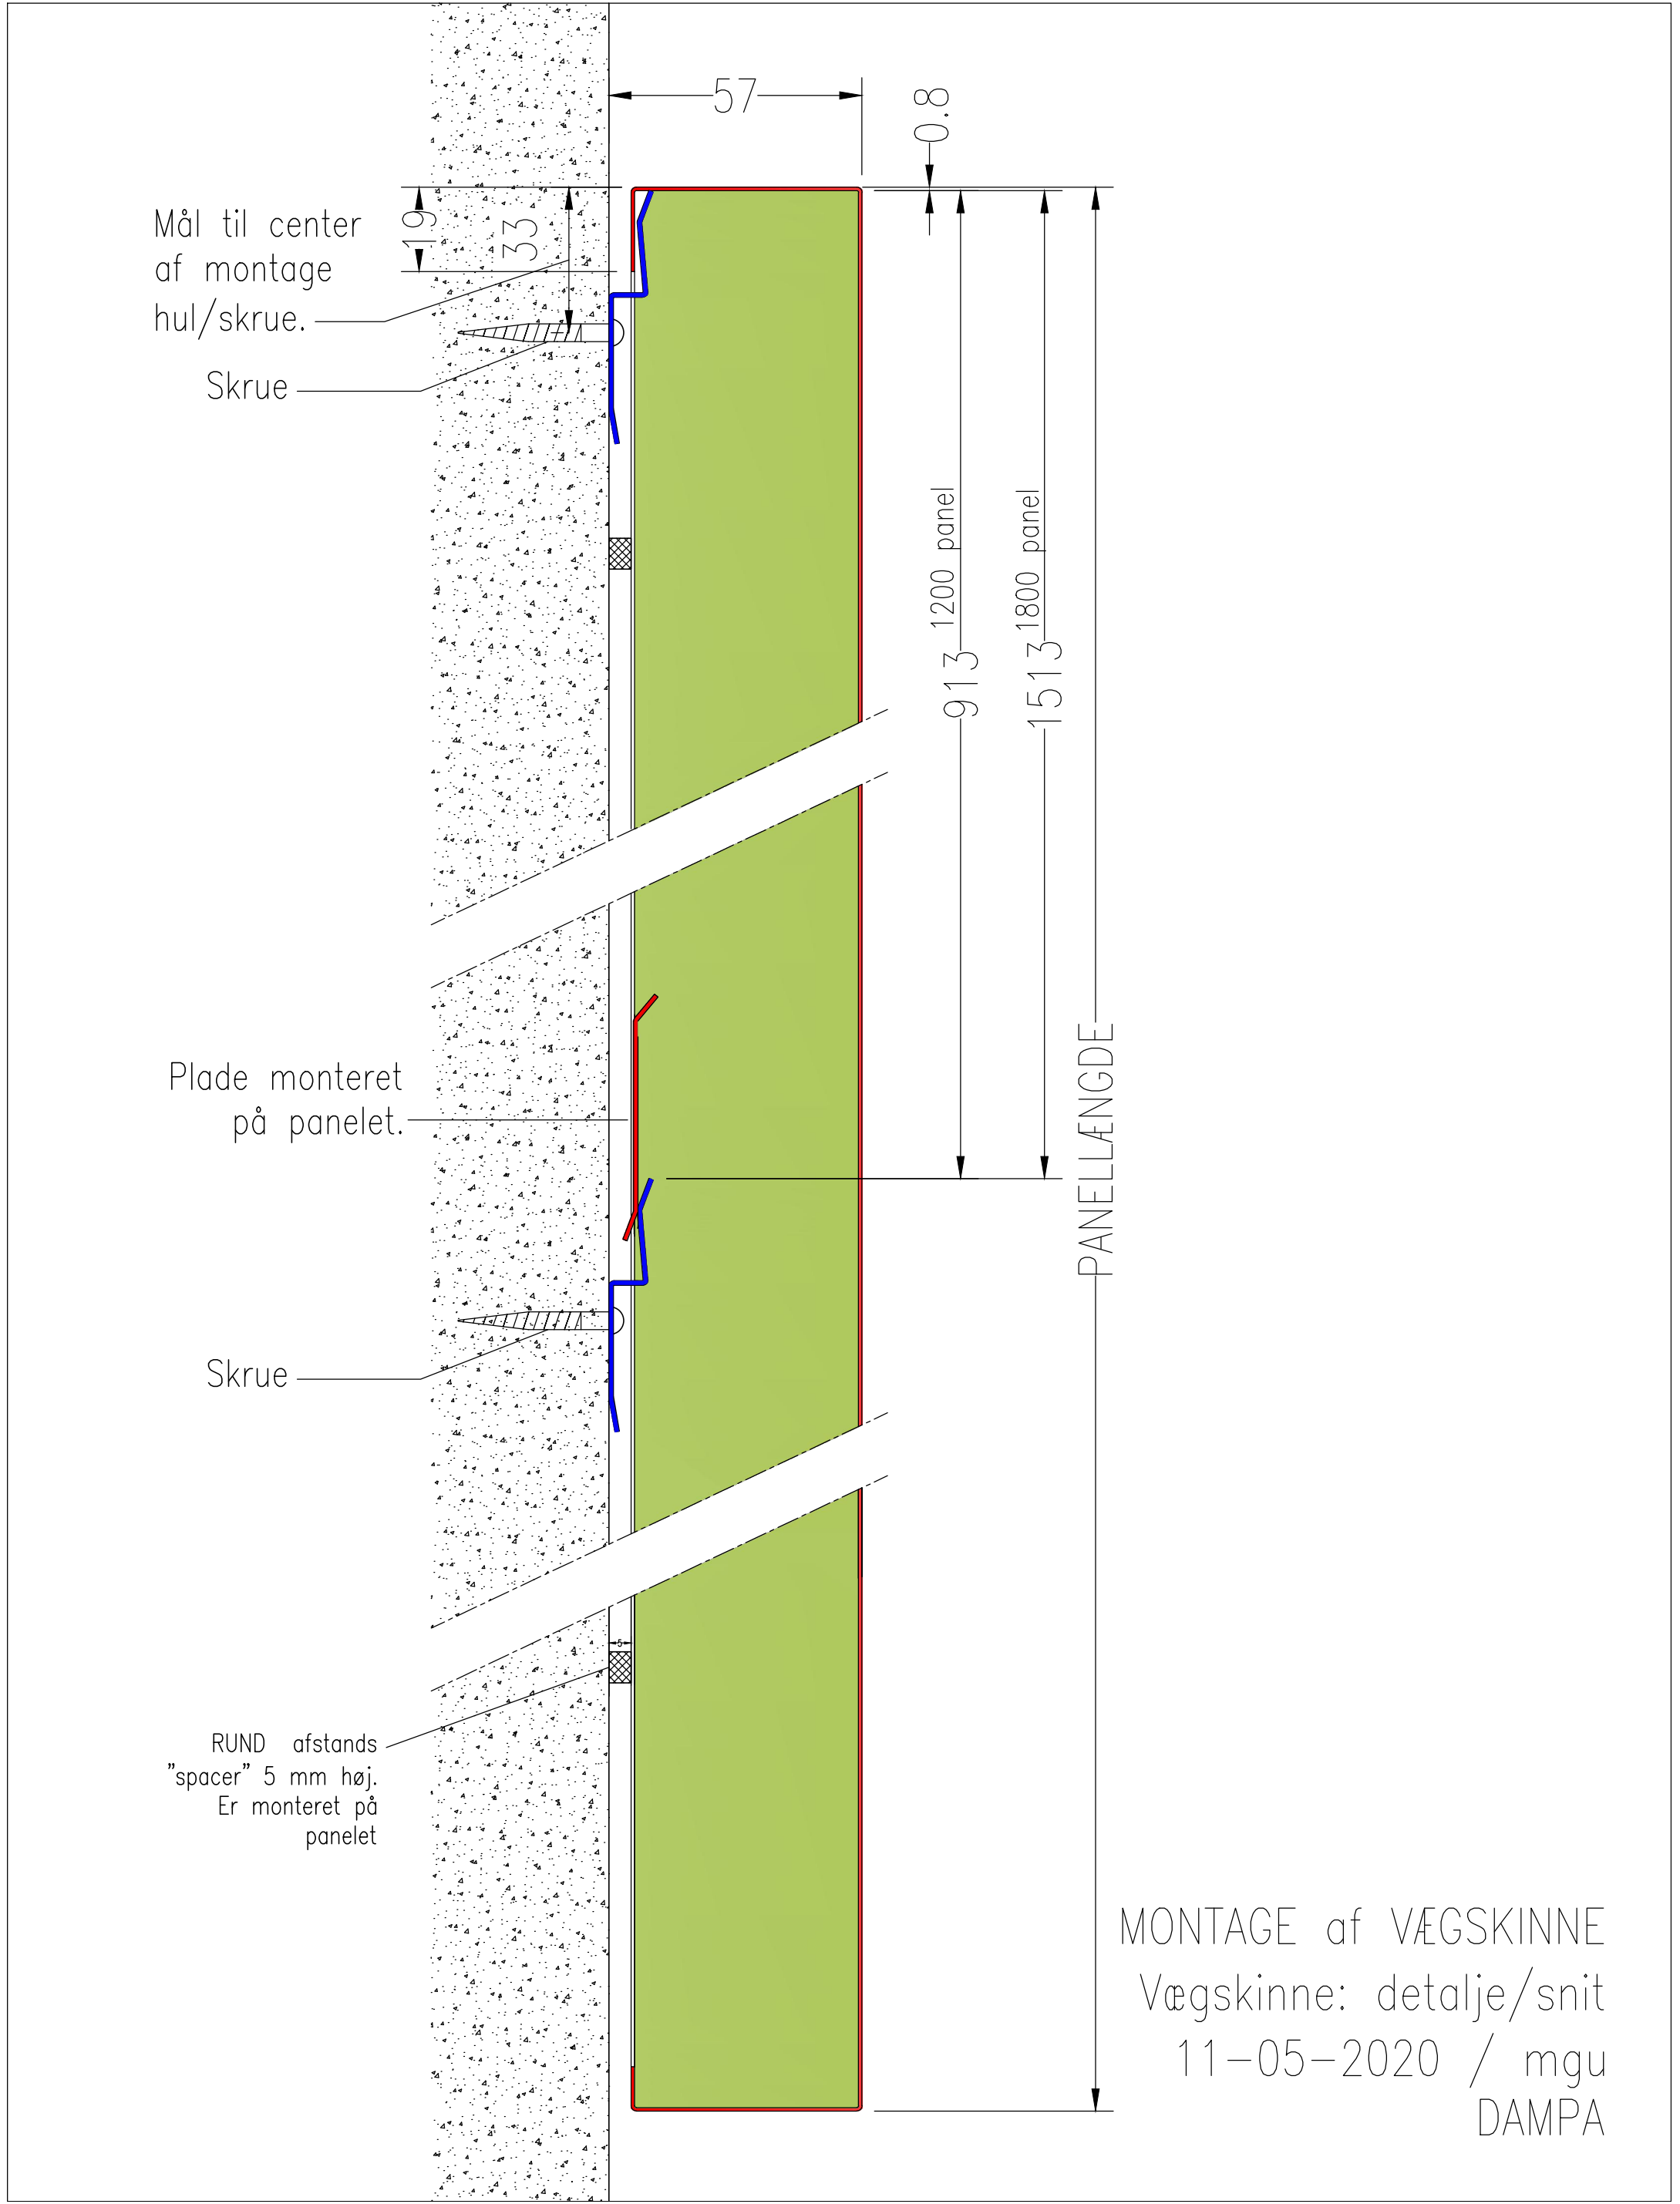 57
0.8
19
33
Mål til center
af montage
hul/skrue.
Skrue
913 1200 panel
1513 1800 panel
PANELLÆNGDE
Plade monteret
på panelet.
Skrue
5
RUND afstands
"spacer" 5 mm høj.
Er monteret på
panelet
MONTAGE af VÆGSKINNE
Vægskinne: detalje/snit
11-05-2020 / mgu
DAMPA